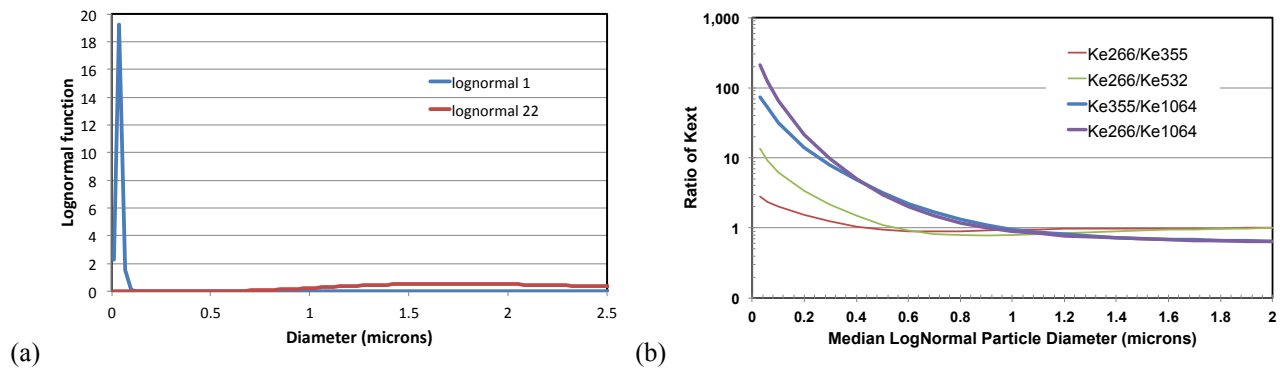 20
18
16
14
12
10
8
6
4
2
0
Lognormal function
lognormal 1
lognormal 22
0 0.5 1 1.5 2 2.5
Diameter (microns)
(a)
1,000
100
10
1
0
Ratio of Kext
Ke266/Ke355
Ke266/Ke532
Ke355/Ke1064
Ke266/Ke1064
0 0.2 0.4 0.6 0.8 1 1.2 1.4 1.6 1.8 2
Median LogNormal Particle Diameter (microns)
(b)